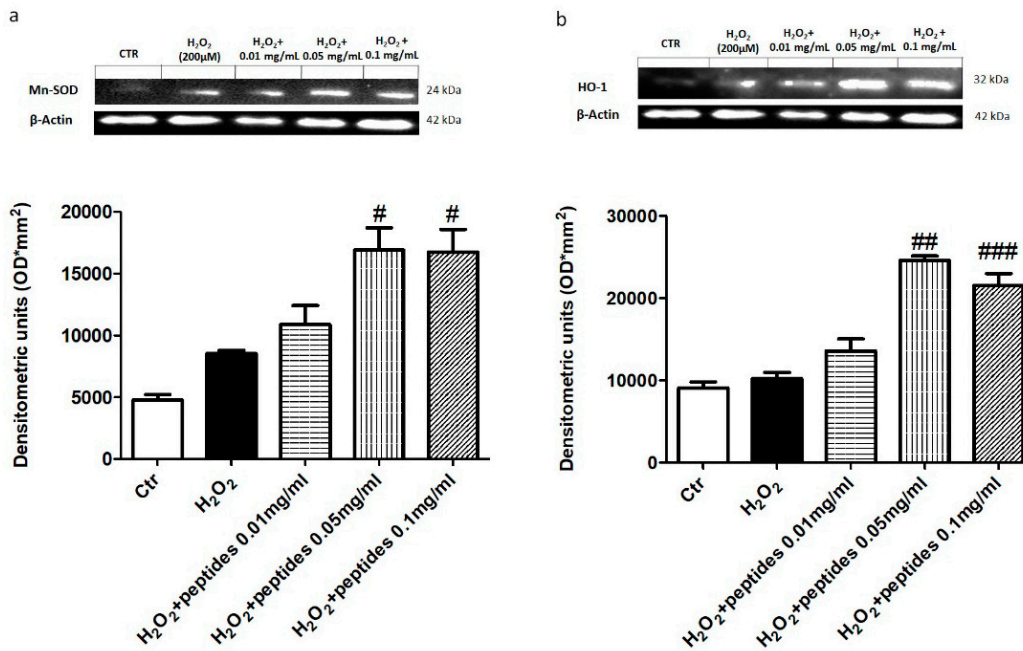 a
CTR
H₂O₂
(200µM)
H₂O₂+
0.01 mg/mL
H₂O₂+
0.05 mg/mL
H₂O₂ +
0.1 mg/mL
Mn-SOD
24 kDa
β-Actin
42 kDa
Densitometric units (OD*mm²)
20000
15000
10000
5000
0
#
#
Ctr
H₂O₂
H₂O₂+peptides 0.01mg/ml
H₂O₂+peptides 0.05mg/ml
H₂O₂+peptides 0.1mg/ml
b
CTR
H₂O₂
(200µM)
H₂O₂+
0.01 mg/mL
H₂O₂+
0.05 mg/mL
H₂O₂ +
0.1 mg/mL
HO-1
32 kDa
β-Actin
42 kDa
Densitometric units (OD*mm²)
30000
20000
10000
0
##
###
Ctr
H₂O₂
H₂O₂+peptides 0.01mg/ml
H₂O₂+peptides 0.05mg/ml
H₂O₂+peptides 0.1mg/ml